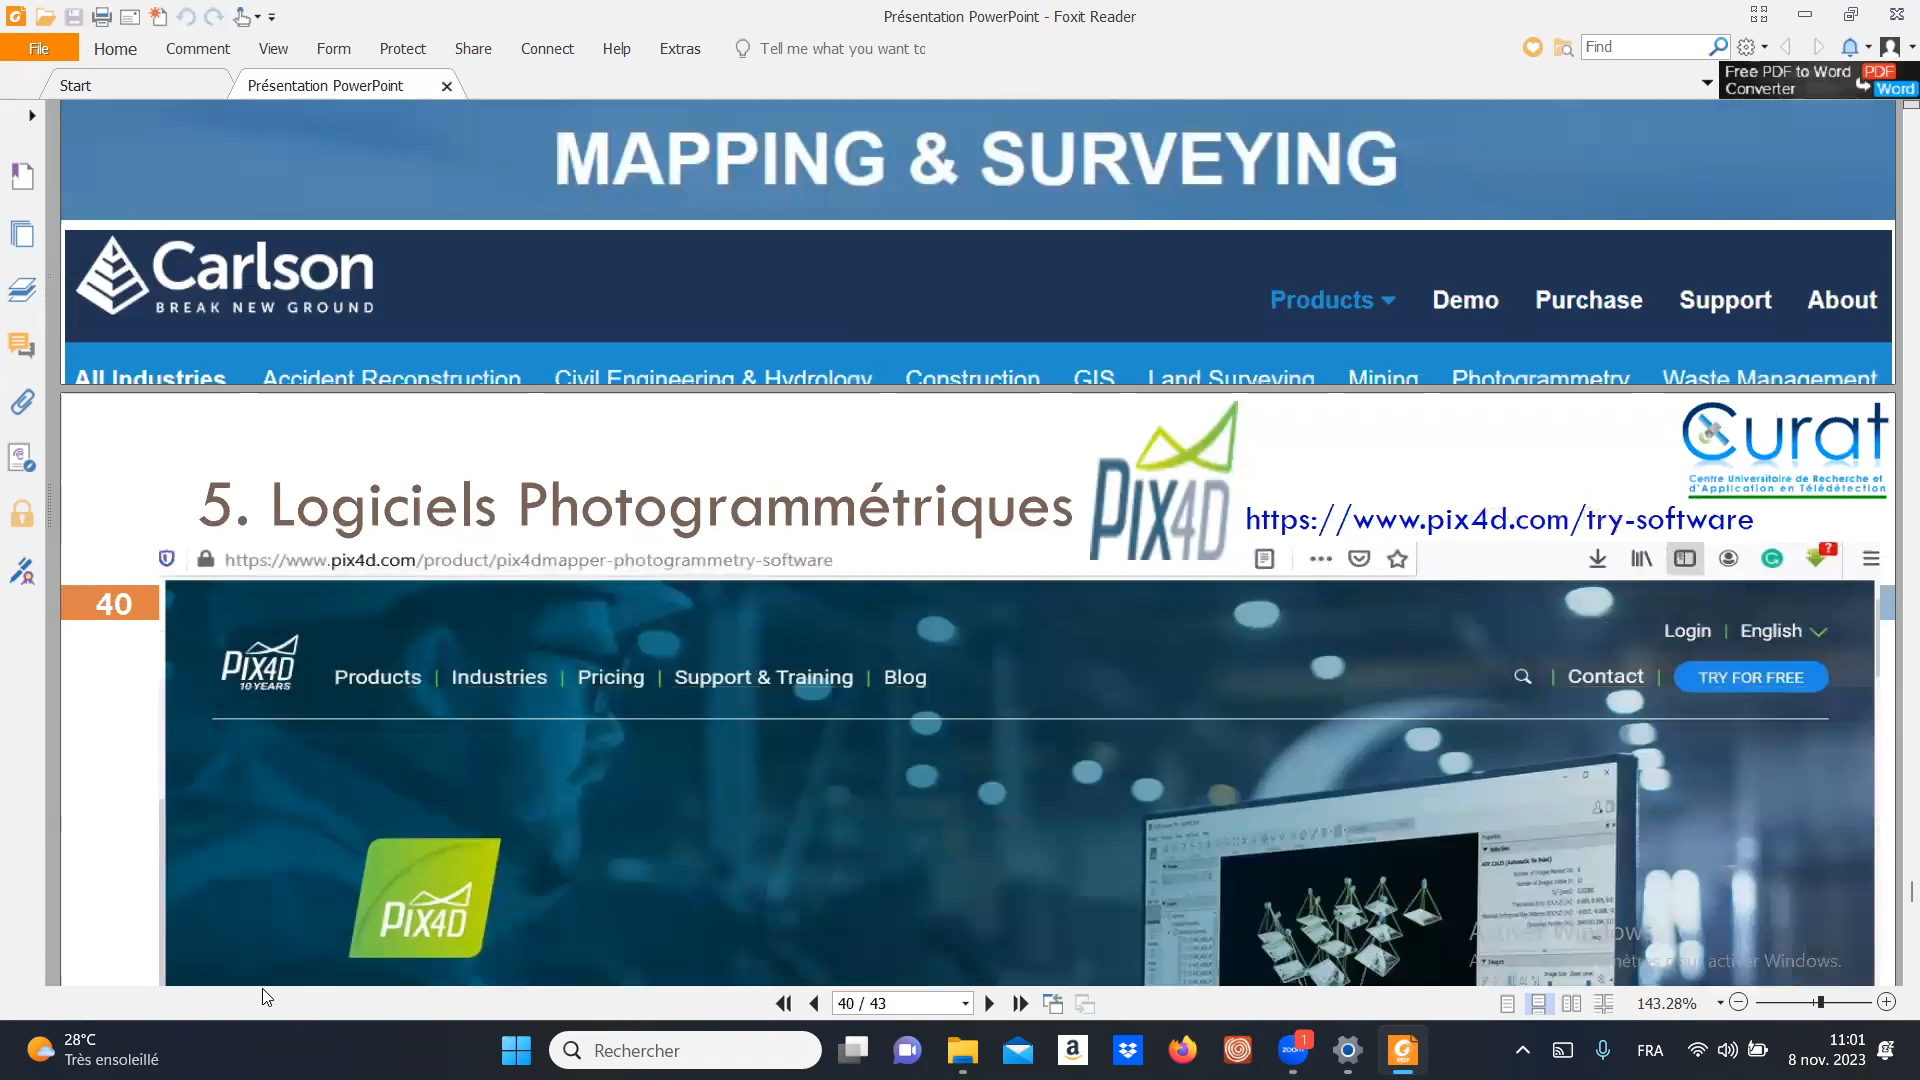 Présentation PowerPoint - Foxit Reader
File Home Comment View Form Protect Share Connect Help Extras Tell me what you want to
Find
Start Présentation PowerPoint
Free PDF to Word
Converter
PDF
Word
MAPPING & SURVEYING
Carlson
BREAK NEW GROUND
Products Demo Purchase Support About
All Industries Accident Reconstruction Civil Engineering & Hydrology Construction GIS Land Surveying Mining Photogrammetry Waste Management
Curat
Centre Universitaire de Recherche et
d'Application en Télédétection
5. Logiciels Photogrammétriques
PIX4D
https://www.pix4d.com/try-software
https://www.pix4d.com/product/pix4dmapper-photogrammetry-software
?
40
Login | English
PIX4D
10 YEARS
Products | Industries | Pricing | Support & Training | Blog
| Contact | TRY FOR FREE
PIX4D
Activer Windows
activer Windows.
40 / 43
143.28%
28°C
Très ensoleillé
Rechercher
zoom
1
PDF
FRA
11:01
8 nov. 2023